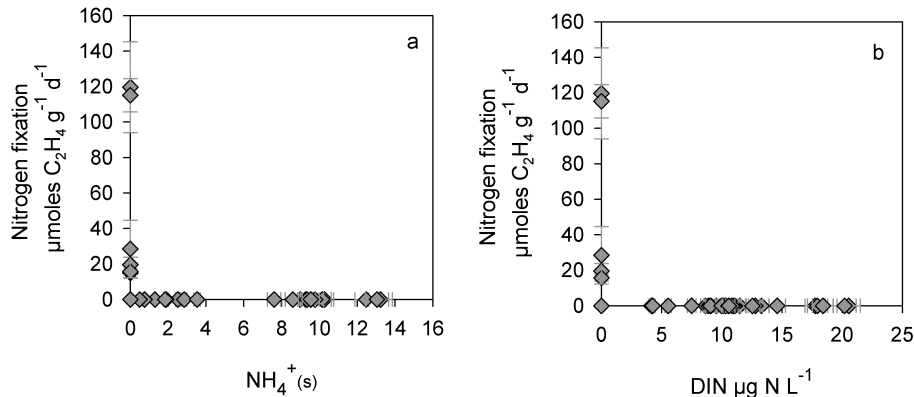 a
Nitrogen fixation
μmoles C₂H₄ g⁻¹ d⁻¹
160
140
120
100
80
60
40
20
0
0 2 4 6 8 10 12 14 16
NH₄⁺(s)
b
Nitrogen fixation
μmoles C₂H₄ g⁻¹ d⁻¹
160
140
120
100
80
60
40
20
0
0 5 10 15 20 25
DIN μg N L⁻¹